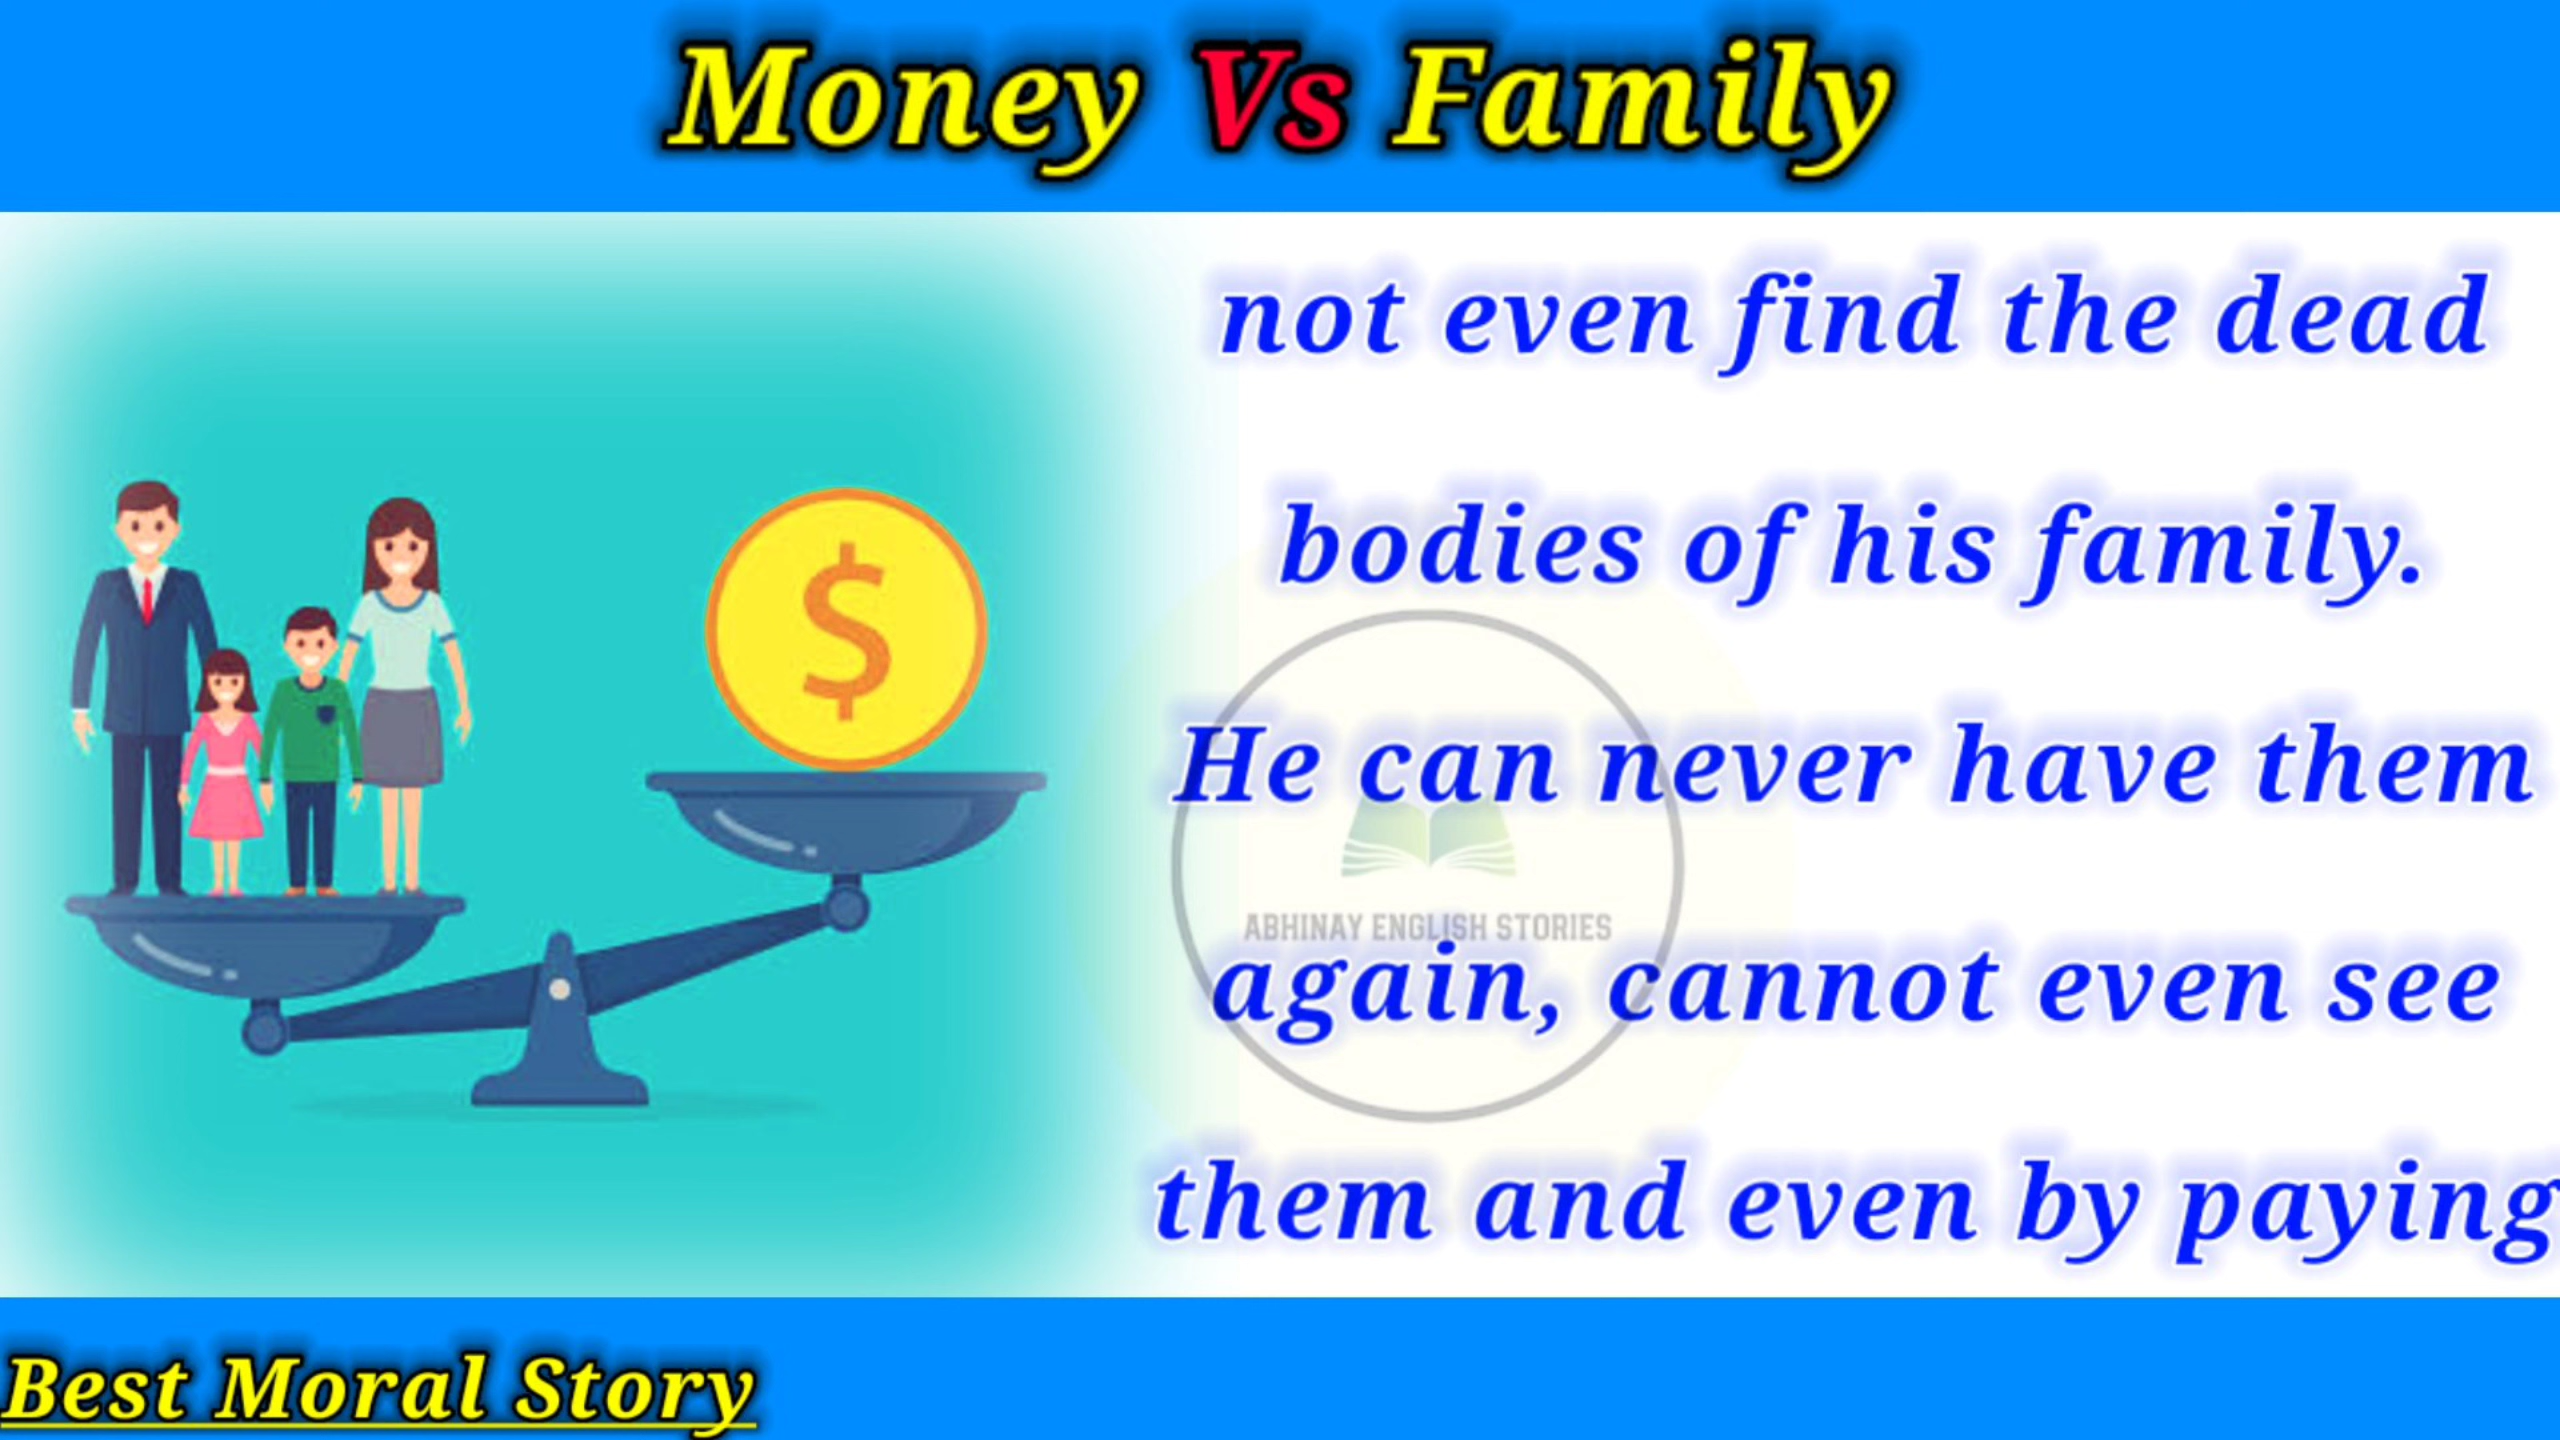 Money Vs Family
not even find the dead
bodies of his family.
He can never have them
ABHINAY ENGLISH STORIES
again, cannot even see
them and even by paying
Best Moral Story
$